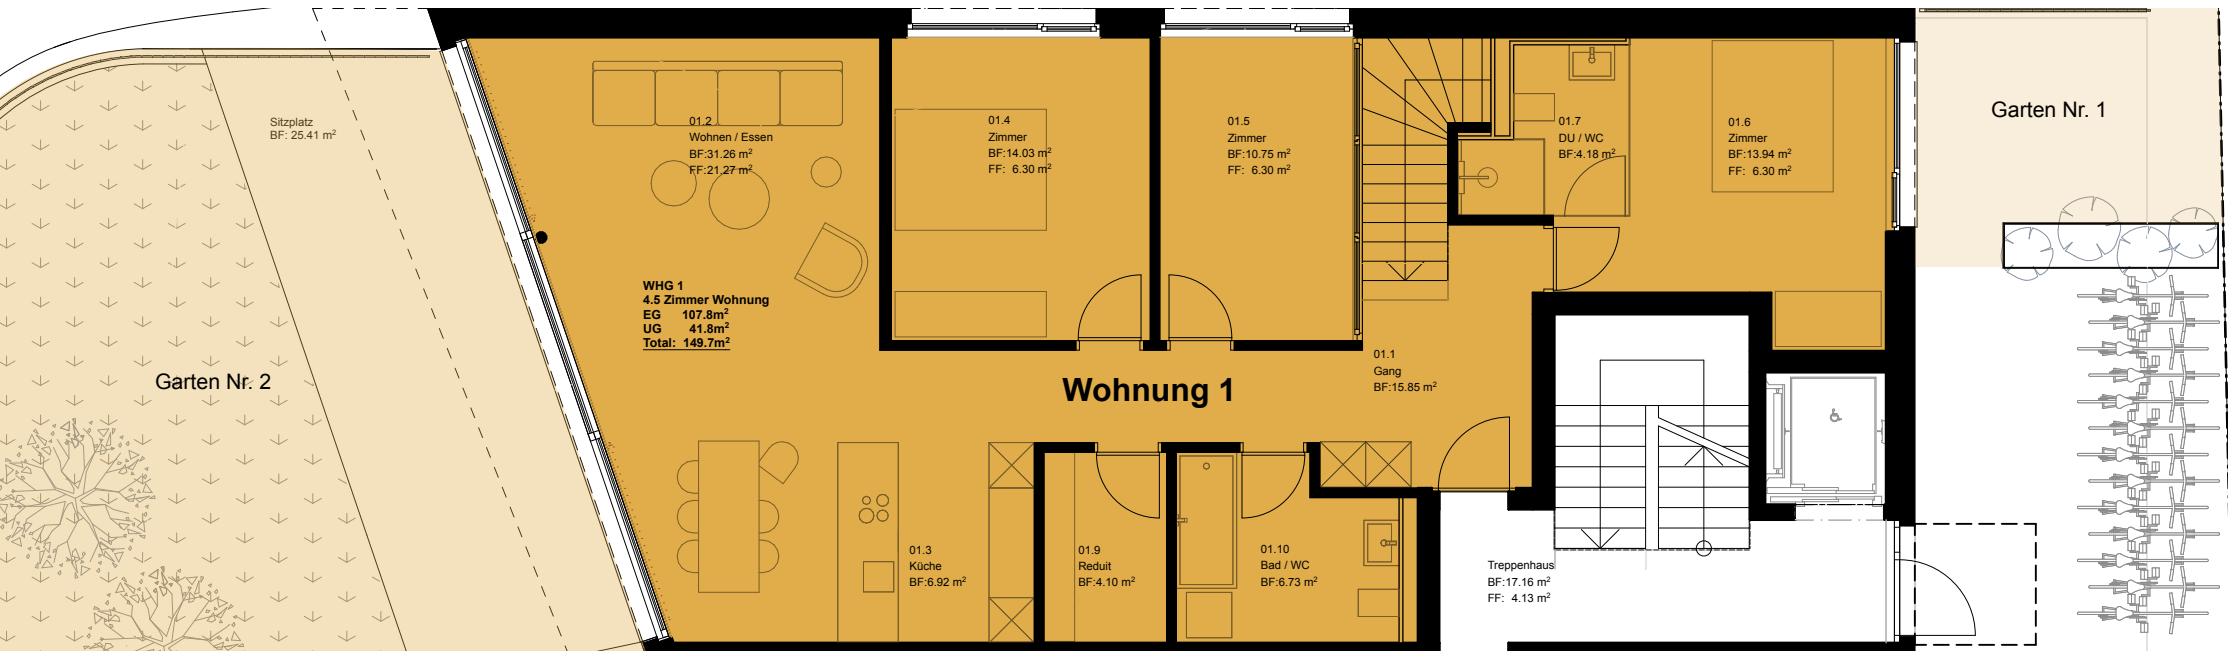 Sitzplatz
BF: 25.41 m²
Garten Nr. 2
01.2
Wohnen / Essen
BF:31.26 m²
FF:21.27 m²
WHG 1
4.5 Zimmer Wohnung
EG 107.8m²
UG 41.8m²
Total: 149.7m²
01.4
Zimmer
BF:14.03 m²
FF: 6.30 m²
01.5
Zimmer
BF:10.75 m²
FF: 6.30 m²
01.7
DU / WC
BF:4.18 m²
01.6
Zimmer
BF:13.94 m²
FF: 6.30 m²
Garten Nr. 1
Wohnung 1
01.1
Gang
BF:15.85 m²
01.3
Küche
BF:6.92 m²
01.9
Reduit
BF:4.10 m²
01.10
Bad / WC
BF:6.73 m²
Treppenhaus
BF:17.16 m²
FF: 4.13 m²